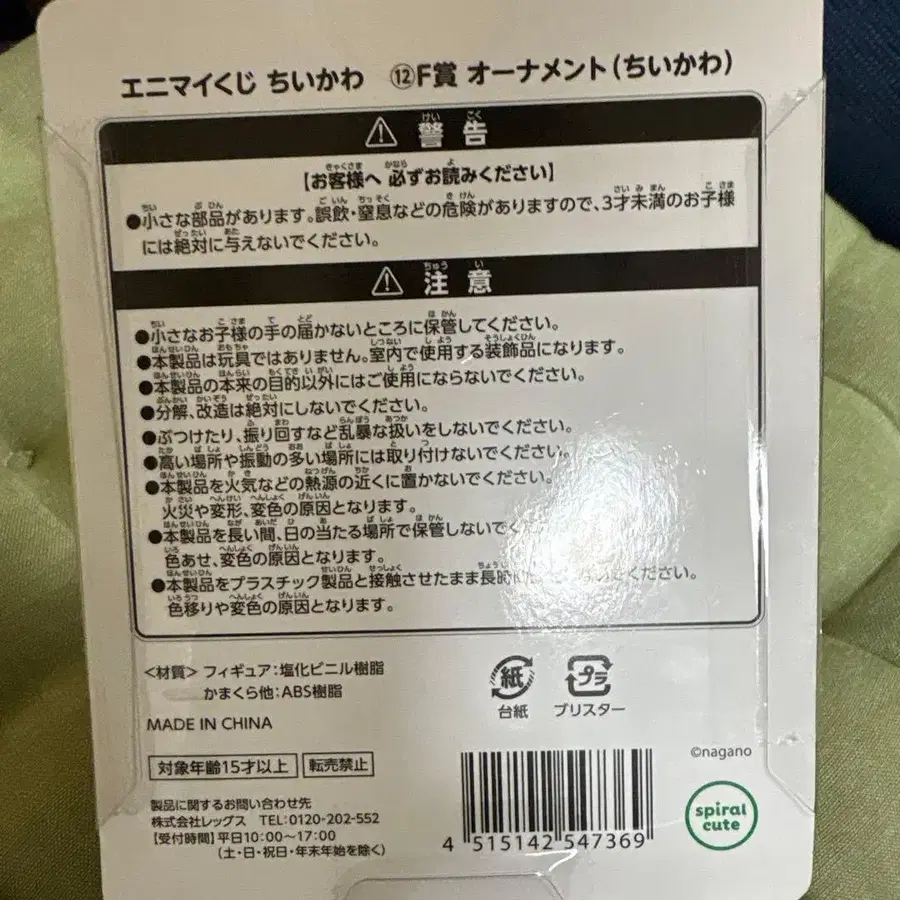 エニマイくじ ちいかわ ⑫F賞 オーナメント(ちいかわ)
警告
【お客様へ 必ずお読みください】
●小さな部品があります。誤飲・窒息などの危険がありますので、3才未満のお子様
には絶対に与えないでください。
注意
●小さなお子様の手の届かないところに保管してください。
●本製品は玩具ではありません。室内で使用する装飾品になります。
●本製品の本来の目的以外にはご使用にならないでください。
●分解、改造は絶対にしないでください。
●ぶつけたり、振り回すなど乱暴な扱いをしないでください。
●高い場所や振動の多い場所には取り付けないでください。
●本製品を火気などの熱源の近くに置かないでください。
火災や変形、変色の原因となります。
●本製品を長い間、日の当たる場所で保管しないでく
色あせ、変色の原因となります。
●本製品をプラスチック製品と接触させたまま長時 ください。
色移りや変色の原因となります。
<材質> フィギュア:塩化ビニル樹脂
かまくら他:ABS樹脂
MADE IN CHINA
紙
台紙
プラ
ブリスター
対象年齢15才以上 転売禁止
©nagano
製品に関するお問い合わせ先
株式会社レッグス TEL:0120-202-552
【受付時間】平日10:00〜17:00
(土・日・祝日・年末年始を除く)
4 515142 547369
spiral
cute